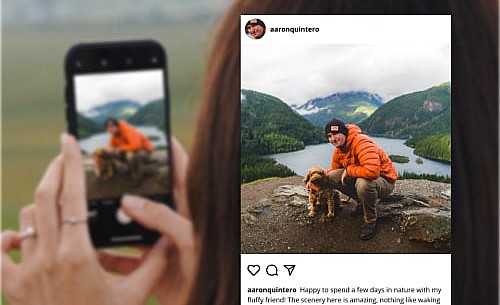 aaronquintero
aaronquintero Happy to spend a few days in nature with my
fluffy friend! The scenery here is amazing, nothing like waking